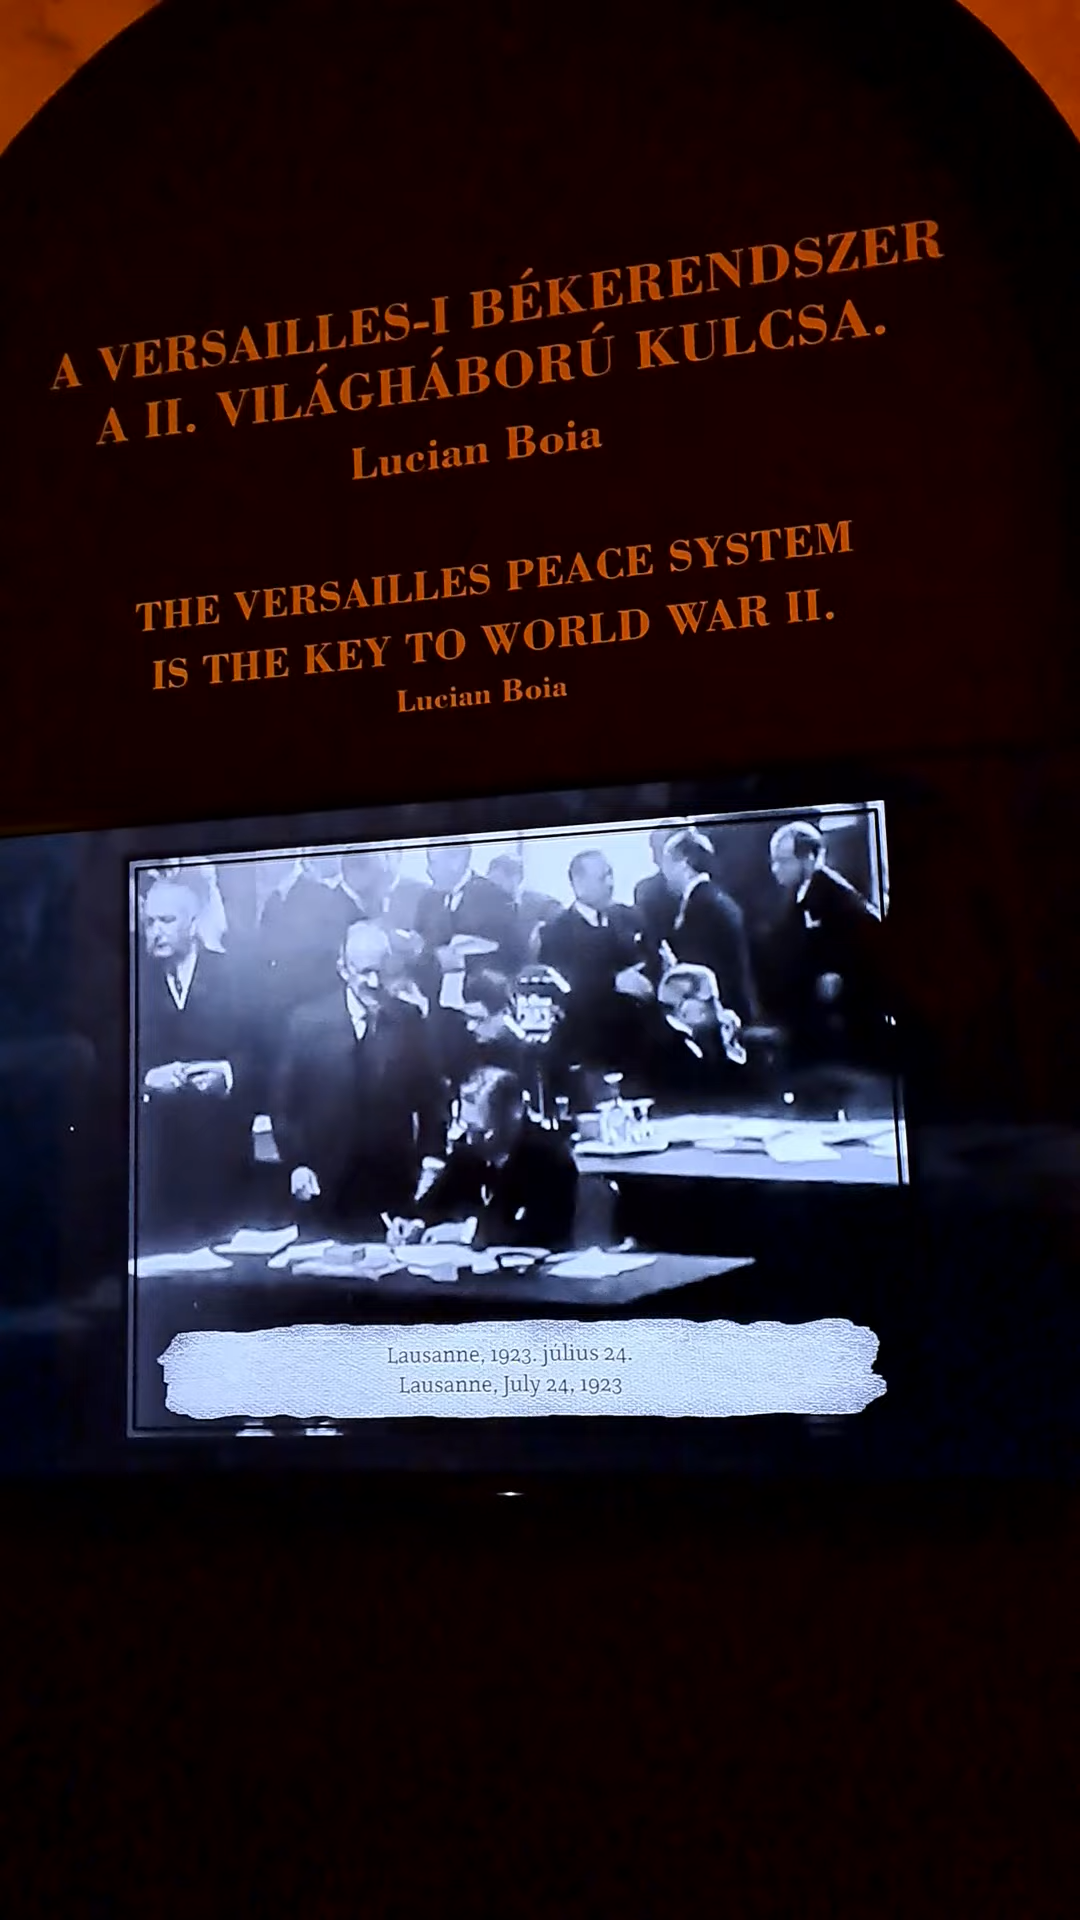 A VERSAILLES-I BÉKERENDSZER
A II. VILÁGHÁBORÚ KULCSA.
Lucian Boia
THE VERSAILLES PEACE SYSTEM
IS THE KEY TO WORLD WAR II.
Lucian Boia
Lausanne, 1923. július 24.
Lausanne, July 24, 1923